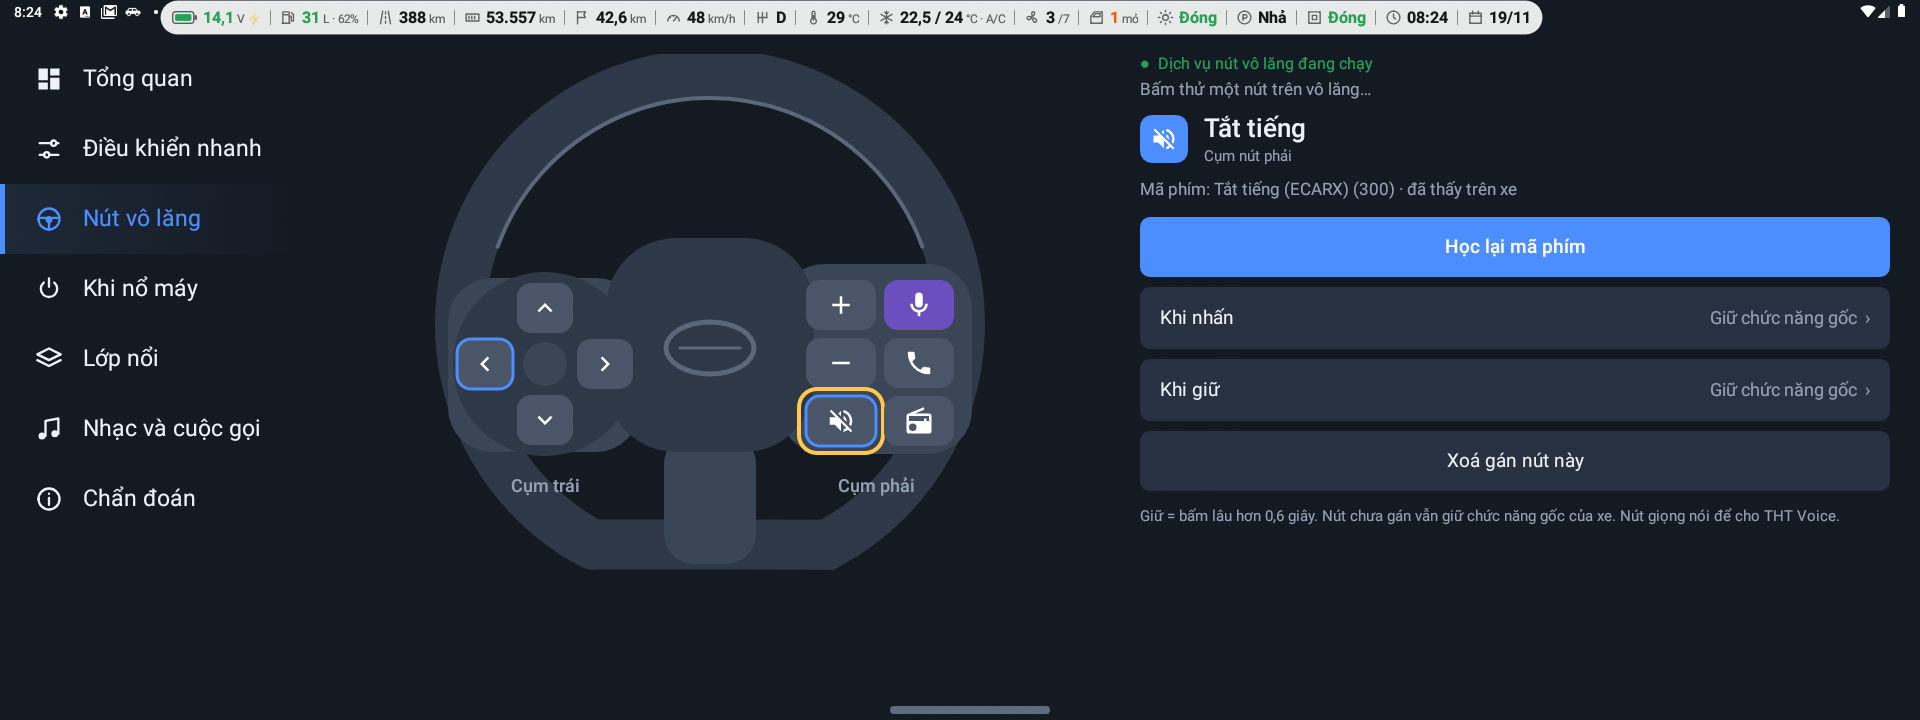 8:24
14,1 V
31 L · 62%
388 km
53.557 km
42,6 km
48 km/h
D
29 °C
22,5 / 24 °C · A/C
3 /7
1 mở
Đóng
Nhả
Đóng
08:24
19/11
Tổng quan
Điều khiển nhanh
Nút vô lăng
Khi nổ máy
Lớp nổi
Nhạc và cuộc gọi
Chẩn đoán
Cụm trái
Cụm phải
Dịch vụ nút vô lăng đang chạy
Bấm thử một nút trên vô lăng...
Tắt tiếng
Cụm nút phải
Mã phím: Tắt tiếng (ECARX) (300) · đã thấy trên xe
Học lại mã phím
Khi nhấn Giữ chức năng gốc ›
Khi giữ Giữ chức năng gốc ›
Xoá gán nút này
Giữ = bấm lâu hơn 0,6 giây. Nút chưa gán vẫn giữ chức năng gốc của xe. Nút giọng nói để cho THT Voice.